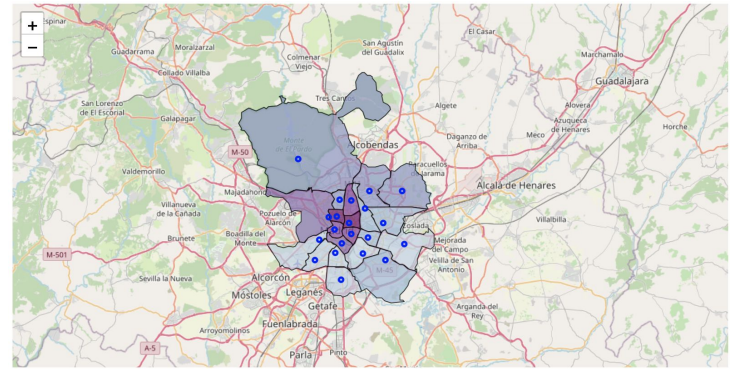 +
−
El Casar
San Agustín
del Guadalix
Guadarrama
Moralzarzal
Colmenar
Viejo
Marchamalo
Collado Villalba
Guadalajara
San Lorenzo
de El Escorial
Tres Cantos
Algete
Alovera
Galapagar
Azuqueca
de Henares
Horche
Meco
Daganzo de
Arriba
Alcobendas
M-50
Paracuellos
de Jarama
Valdemorillo
Alcalá de Henares
Majadahonda
Villanueva
de la Cañada
Pozuelo de
Alarcón
Villalbilla
Coslada
Boadilla del
Monte
Brunete
Mejorada
del Campo
M-501
Velilla de San
Antonio
M-45
Sevilla la Nueva
Alcorcón
Móstoles
Leganés
Getafe
Arganda del
Rey
Fuenlabrada
Arroyomolinos
A-5
Parla
Pinto